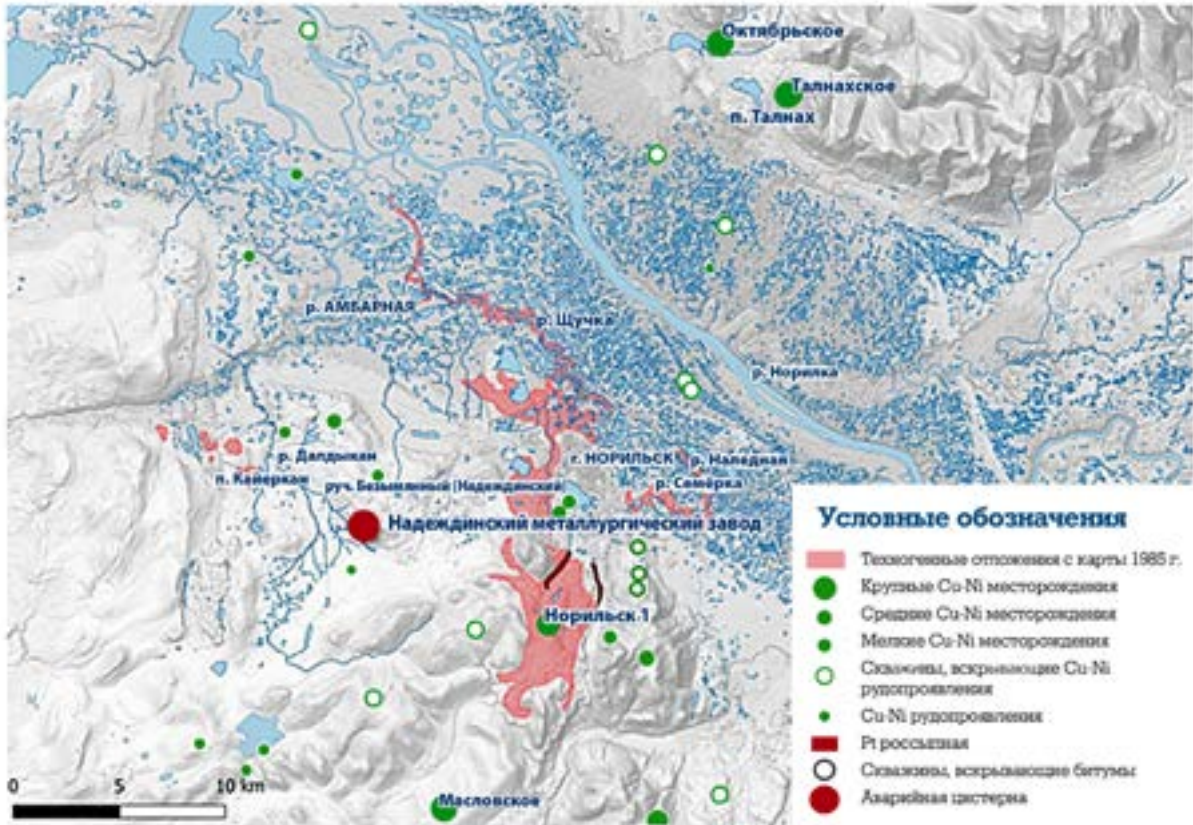 Октябрьское
Талнахское
п. Талнах
р. АМБАРНАЯ
р. Щучка
р. Норилка
р. Далдыкан
г. НОРИЛЬСК
р. Наледная
п. Кайеркан
руч. Безымянный (Надеждинский)
р. Семёрка
Надеждинский металлургический завод
Норильск 1
Масловское
0 5 10 km
Условные обозначения
Техногенные отложения с карты 1985 г.
Крупные Cu-Ni месторождения
Средние Cu-Ni месторождения
Мелкие Cu-Ni месторождения
Скважины, вскрывающие Cu-Ni
рудопроявления
Cu-Ni рудопроявления
Pt россыпная
Скважины, вскрывающие битумы
Аварийная цистерна